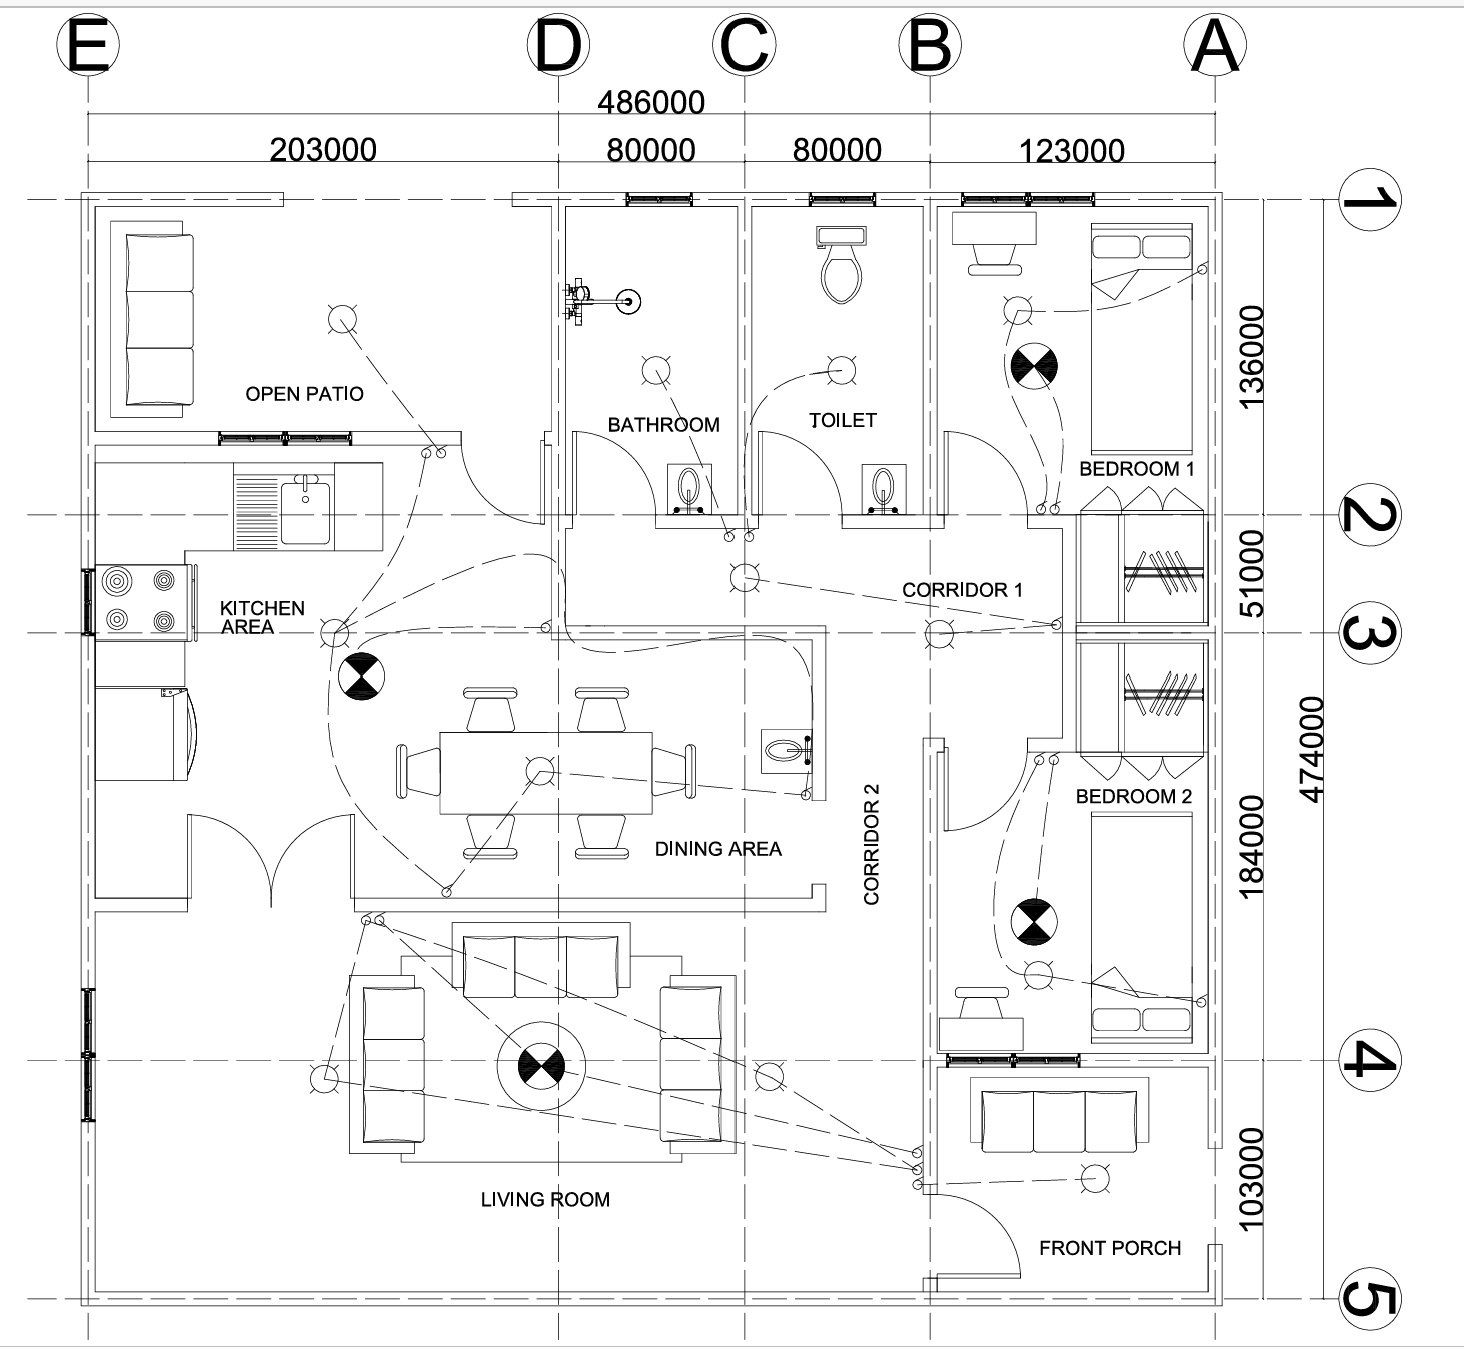 E D C B A
486000
203000 80000 80000 123000
1
136000
OPEN PATIO
BATHROOM
TOILET
BEDROOM 1
2
51000
CORRIDOR 1
KITCHEN
AREA
3
474000
BEDROOM 2
184000
DINING AREA
CORRIDOR 2
4
103000
LIVING ROOM
FRONT PORCH
5